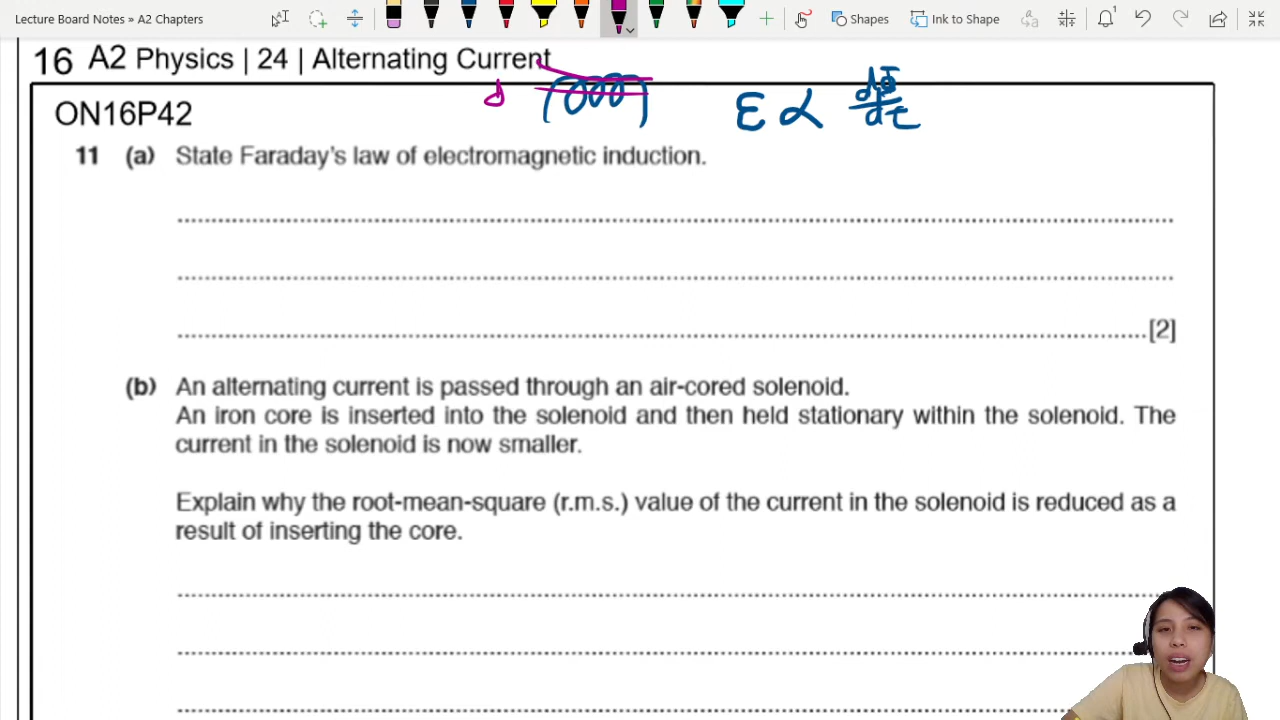 Lecture Board Notes » A2 Chapters
Shapes
Ink to Shape
16 A2 Physics | 24 | Alternating Current
ε ∝ dΦ/dt
ON16P42
11 (a) State Faraday's law of electromagnetic induction.
[2]
(b) An alternating current is passed through an air-cored solenoid.
An iron core is inserted into the solenoid and then held stationary within the solenoid. The
current in the solenoid is now smaller.
Explain why the root-mean-square (r.m.s.) value of the current in the solenoid is reduced as a
result of inserting the core.